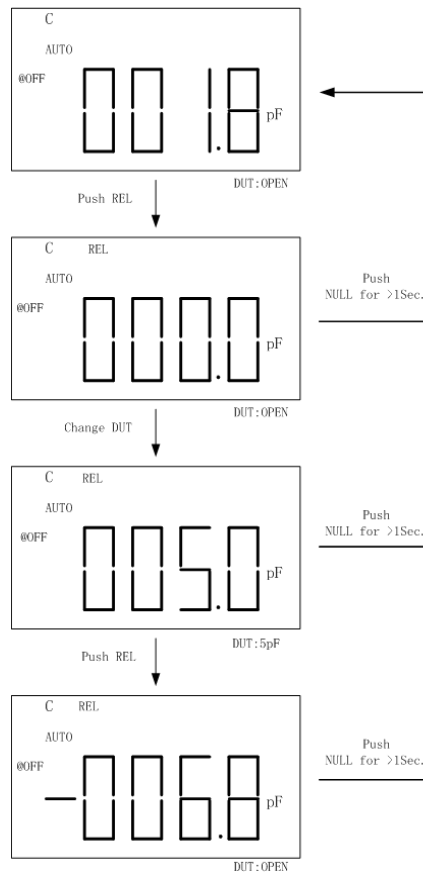 C
AUTO
@OFF
001.8 pF
DUT:OPEN
Push REL
C REL
AUTO
@OFF
000.0 pF
Push
NULL for >1Sec.
DUT:OPEN
Change DUT
C REL
AUTO
@OFF
005.0 pF
Push
NULL for >1Sec.
DUT:5pF
Push REL
C REL
AUTO
@OFF
-006.8 pF
Push
NULL for >1Sec.
DUT:OPEN